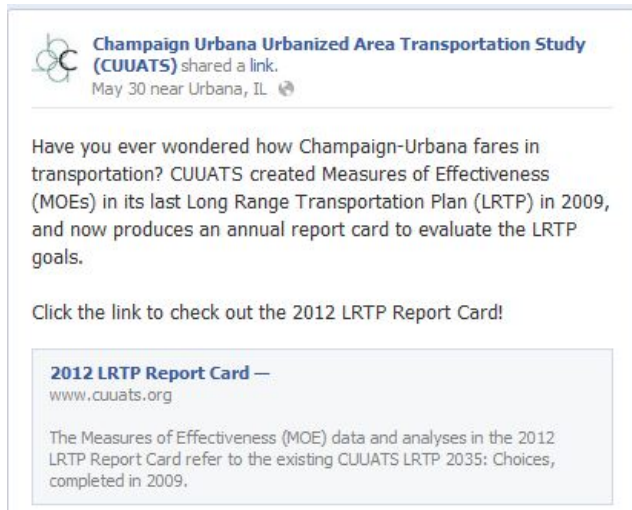 Champaign Urbana Urbanized Area Transportation Study
(CUUATS) shared a link.
May 30 near Urbana, IL
Have you ever wondered how Champaign-Urbana fares in
transportation? CUUATS created Measures of Effectiveness
(MOEs) in its last Long Range Transportation Plan (LRTP) in 2009,
and now produces an annual report card to evaluate the LRTP
goals.
Click the link to check out the 2012 LRTP Report Card!
2012 LRTP Report Card —
www.cuuats.org
The Measures of Effectiveness (MOE) data and analyses in the 2012
LRTP Report Card refer to the existing CUUATS LRTP 2035: Choices,
completed in 2009.